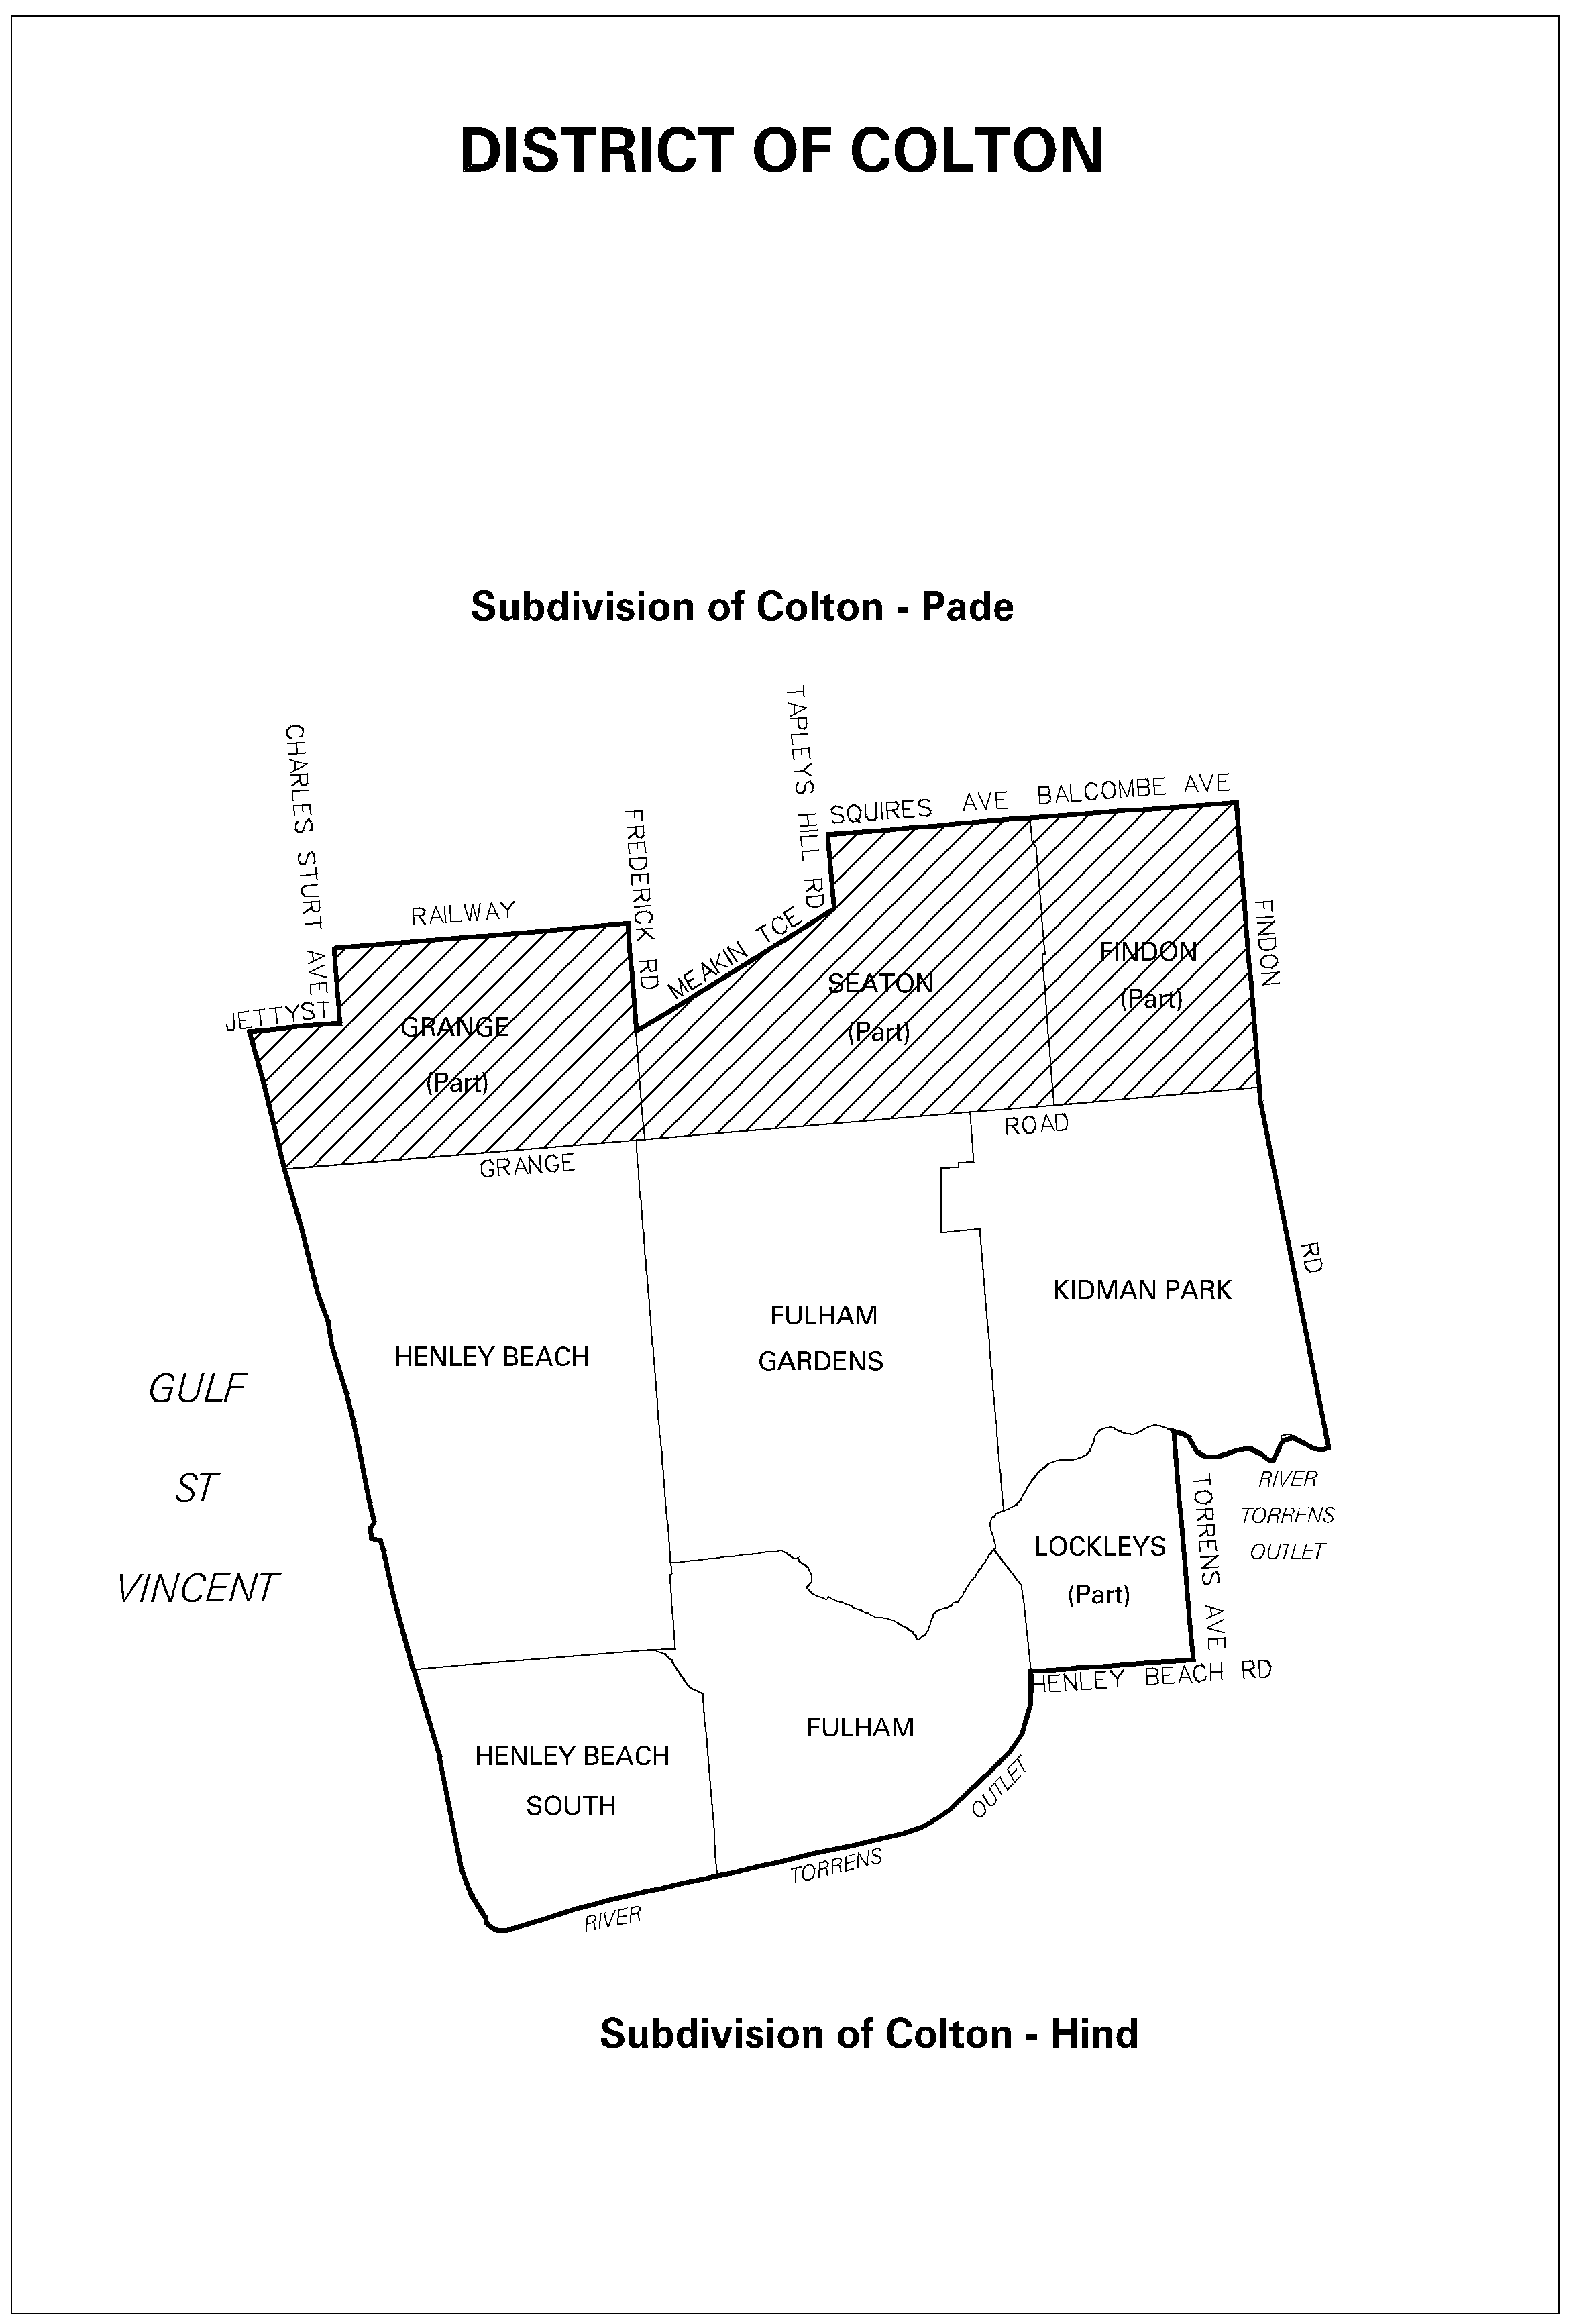 DISTRICT OF COLTON
Subdivision of Colton - Pade
CHARLES STURT AVE
TAPLEYS HILL RD
FREDERICK RD
SQUIRES AVE
BALCOMBE AVE
RAILWAY
MEAKIN TCE
FINDON
JETTYST
GRANGE
(Part)
SEATON
(Part)
FINDON
(Part)
GRANGE
ROAD
RD
HENLEY BEACH
FULHAM
GARDENS
KIDMAN PARK
GULF
ST
VINCENT
LOCKLEYS
(Part)
TORRENS AVE
RIVER
TORRENS
OUTLET
HENLEY BEACH RD
FULHAM
HENLEY BEACH
SOUTH
RIVER
TORRENS
OUTLET
Subdivision of Colton - Hind